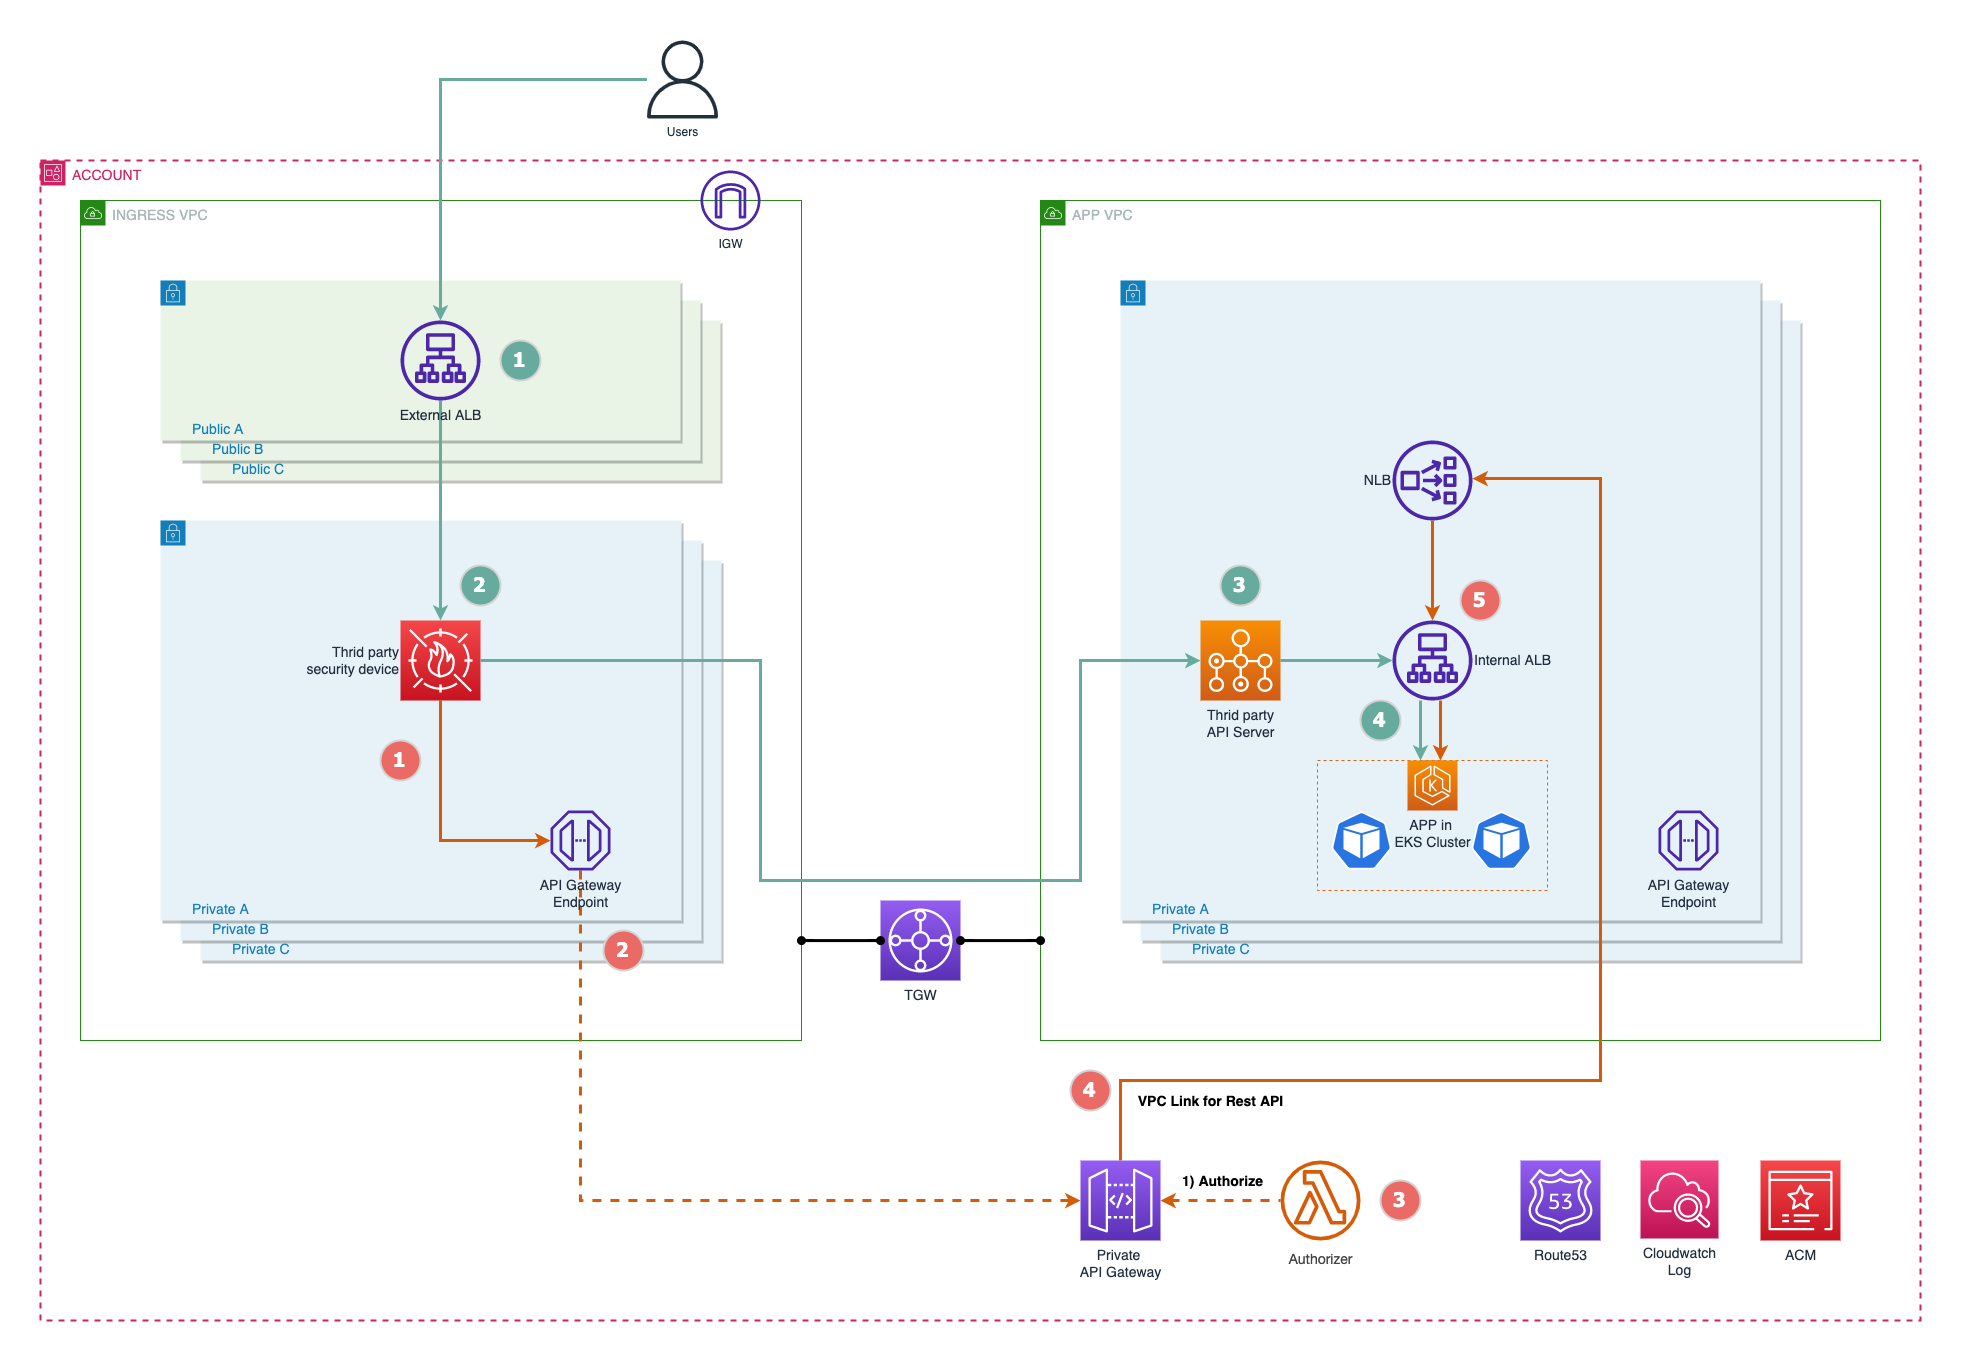 Users
ACCOUNT
INGRESS VPC
IGW
APP VPC
1
External ALB
Public A
Public B
Public C
NLB
2
3
5
Thrid party
security device
Internal ALB
Thrid party
API Server
4
1
K
APP in
EKS Cluster
API Gateway
Endpoint
API Gateway
Endpoint
Private A
Private B
Private C
2
Private A
Private B
Private C
TGW
4
VPC Link for Rest API
1) Authorize
</>
3
53
Private
API Gateway
Authorizer
Route53
Cloudwatch
Log
ACM